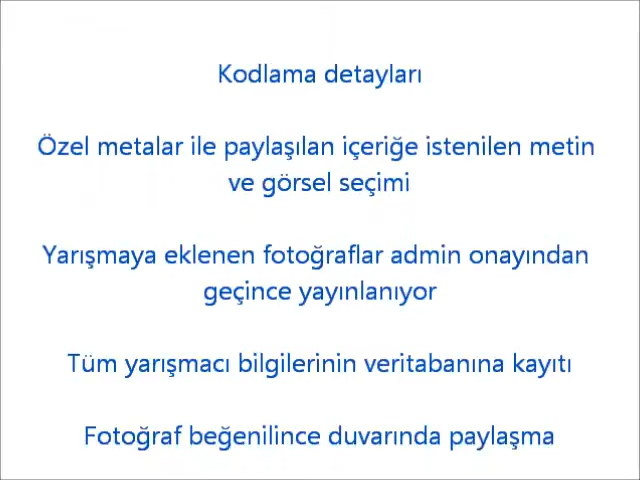 Kodlama detayları
Özel metalar ile paylaşılan içeriğe istenilen metin
ve görsel seçimi
Yarışmaya eklenen fotoğraflar admin onayından
geçince yayınlanıyor
Tüm yarışmacı bilgilerinin veritabanına kayıtı
Fotoğraf beğenilince duvarında paylaşma